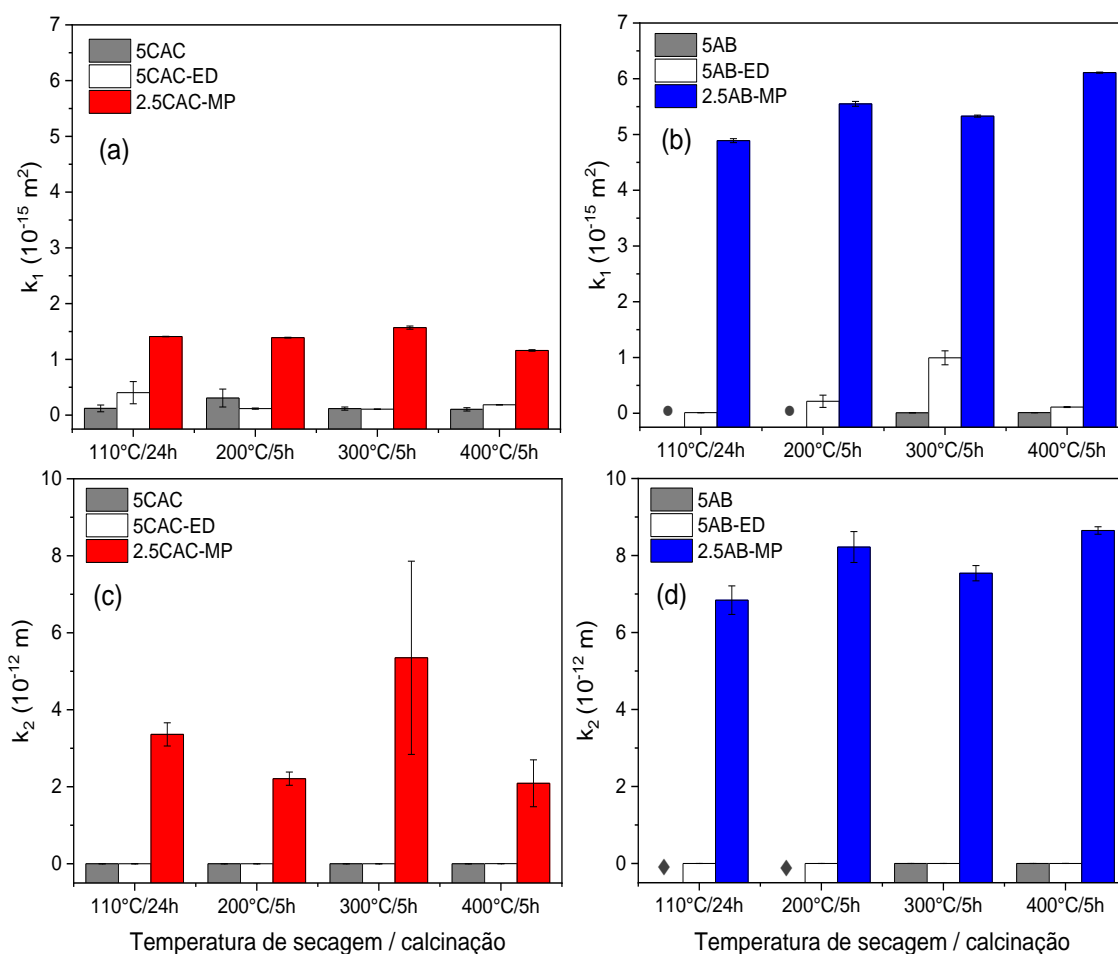 7
6
5
4
3
2
1
0
k₁ (10⁻¹⁵ m²)
5CAC
5CAC-ED
2.5CAC-MP
(a)
110°C/24h 200°C/5h 300°C/5h 400°C/5h
7
6
5
4
3
2
1
0
k₁ (10⁻¹⁵ m²)
5AB
5AB-ED
2.5AB-MP
(b)
110°C/24h 200°C/5h 300°C/5h 400°C/5h
10
8
6
4
2
0
k₂ (10⁻¹² m)
5CAC
5CAC-ED
2.5CAC-MP
(c)
110°C/24h 200°C/5h 300°C/5h 400°C/5h
Temperatura de secagem / calcinação
10
8
6
4
2
0
k₂ (10⁻¹² m)
5AB
5AB-ED
2.5AB-MP
(d)
110°C/24h 200°C/5h 300°C/5h 400°C/5h
Temperatura de secagem / calcinação